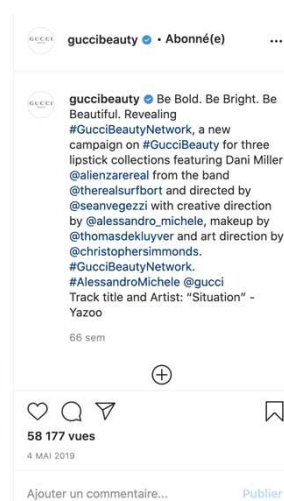 GUCCI
guccibeauty • Abonné(e)
...
GUCCI
guccibeauty Be Bold. Be Bright. Be
Beautiful. Revealing
#GucciBeautyNetwork, a new
campaign on #GucciBeauty for three
lipstick collections featuring Dani Miller
@alienzarereal from the band
@therealsurfbort and directed by
@seanvegezzi with creative direction
by @alessandro_michele, makeup by
@thomasdekluyver and art direction by
@christophersimmonds.
#GucciBeautyNetwork.
#AlessandroMichele @gucci
Track title and Artist: “Situation” -
Yazoo
66 sem
58 177 vues
4 MAI 2019
Ajouter un commentaire... Publier